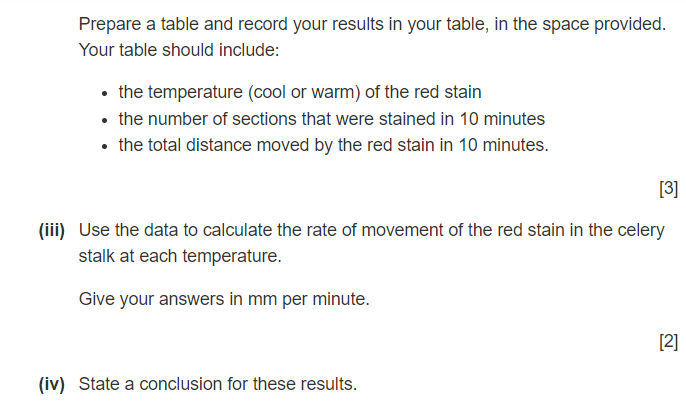 Prepare a table and record your results in your table, in the space provided.
Your table should include:
• the temperature (cool or warm) of the red stain
• the number of sections that were stained in 10 minutes
• the total distance moved by the red stain in 10 minutes.
[3]
(iii) Use the data to calculate the rate of movement of the red stain in the celery
stalk at each temperature.
Give your answers in mm per minute.
[2]
(iv) State a conclusion for these results.